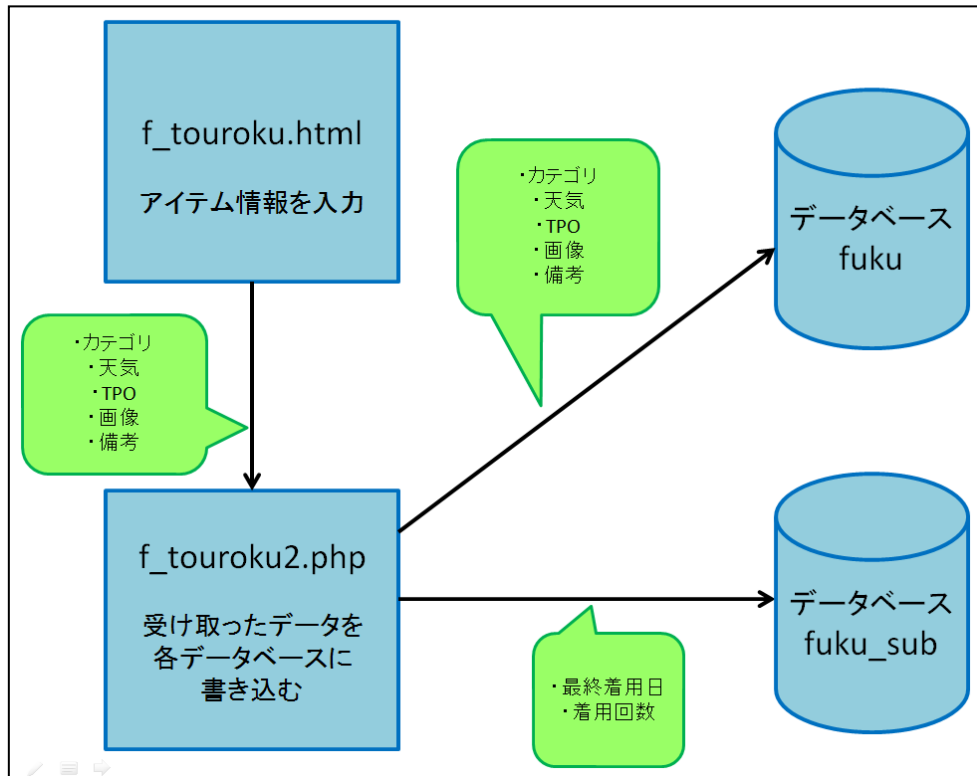 f_touroku.html
アイテム情報を入力
・カテゴリ
・天気
・TPO
・画像
・備考
データベース
fuku
・カテゴリ
・天気
・TPO
・画像
・備考
f_touroku2.php
受け取ったデータを
各データベースに
書き込む
・最終着用日
・着用回数
データベース
fuku_sub